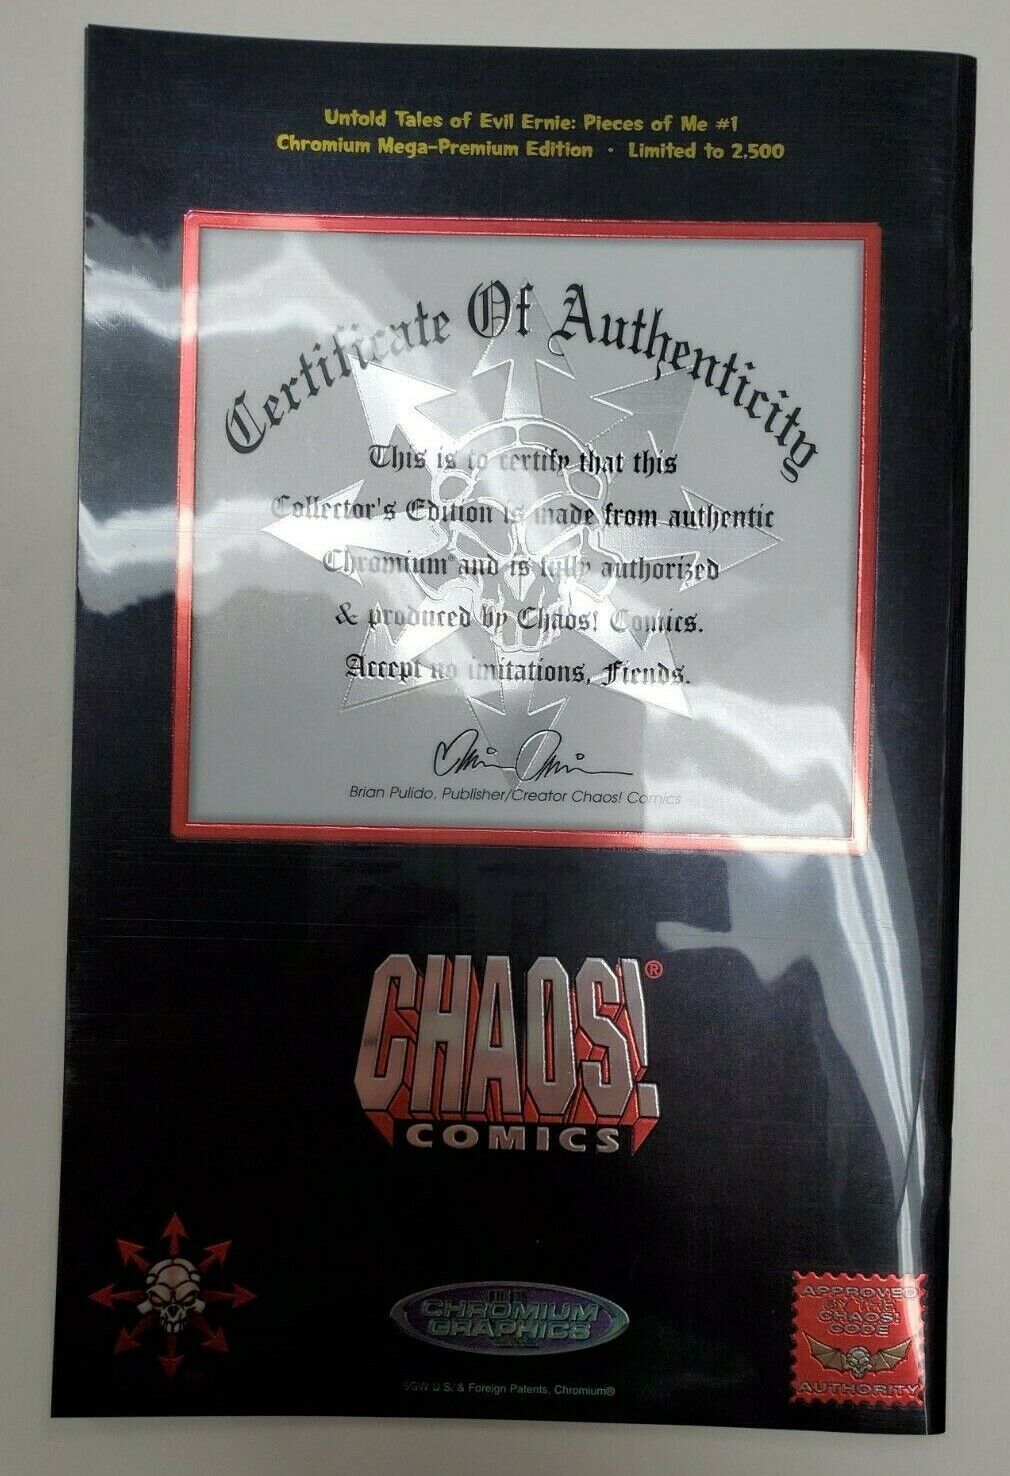 Untold Tales of Evil Ernie: Pieces of Me #1
Chromium Mega-Premium Edition · Limited to 2,500
Certificate Of Authenticity
This is to certify that this
Collector's Edition is made from authentic
Chromium® and is fully authorized
& produced by Chaos! Comics.
Accept no imitations, Fiends.
Brian Pulido, Publisher/Creator Chaos! Comics
CHAOS!®
COMICS
CHROMIUM
GRAPHICS
SGW U.S. & Foreign Patents, Chromium®
APPROVED
BY THE
CHAOS!
CODE
AUTHORITY